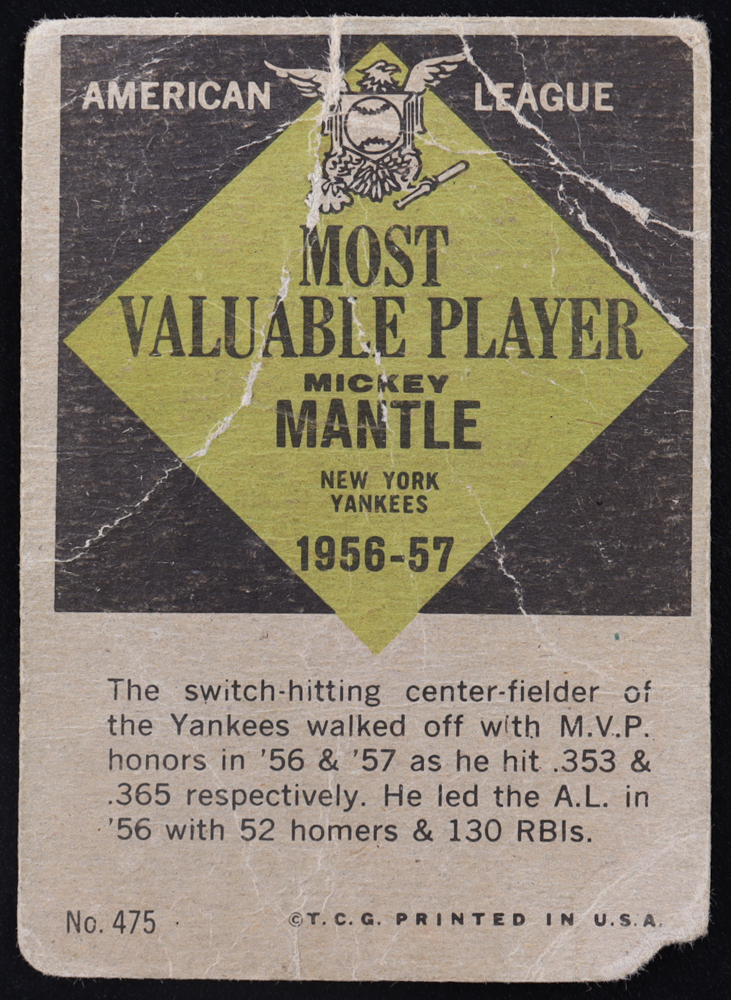 AMERICAN LEAGUE
MOST
VALUABLE PLAYER
MICKEY
MANTLE
NEW YORK
YANKEES
1956-57
The switch-hitting center-fielder of
the Yankees walked off with M.V.P.
honors in '56 & '57 as he hit .353 &
.365 respectively. He led the A.L. in
'56 with 52 homers & 130 RBIs.
No. 475 ©T.C.G. PRINTED IN U.S.A.